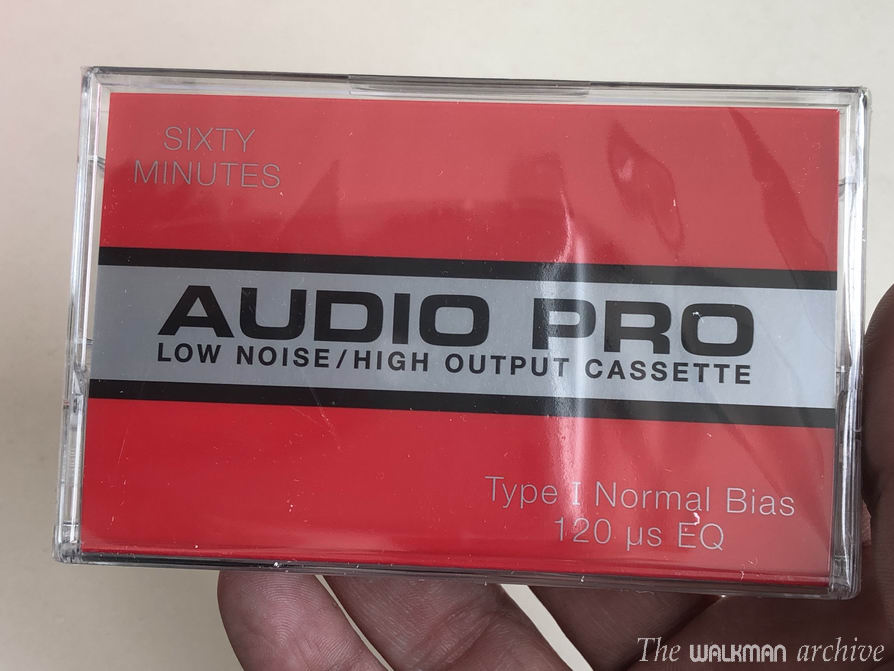 SIXTY
MINUTES
AUDIO PRO
LOW NOISE/HIGH OUTPUT CASSETTE
Type I Normal Bias
120 µs EQ
The WALKMAN archive